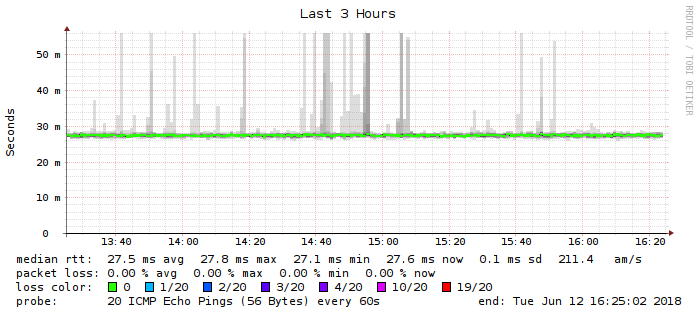 Last 3 Hours
RRDTOOL / TOBI OETIKER
Seconds
50 m
40 m
30 m
20 m
10 m
0
13:40 14:00 14:20 14:40 15:00 15:20 15:40 16:00 16:20
median rtt: 27.5 ms avg 27.8 ms max 27.1 ms min 27.6 ms now 0.1 ms sd 211.4 am/s
packet loss: 0.00 % avg 0.00 % max 0.00 % min 0.00 % now
loss color: 0 1/20 2/20 3/20 4/20 10/20 19/20
probe: 20 ICMP Echo Pings (56 Bytes) every 60s end: Tue Jun 12 16:25:02 2018